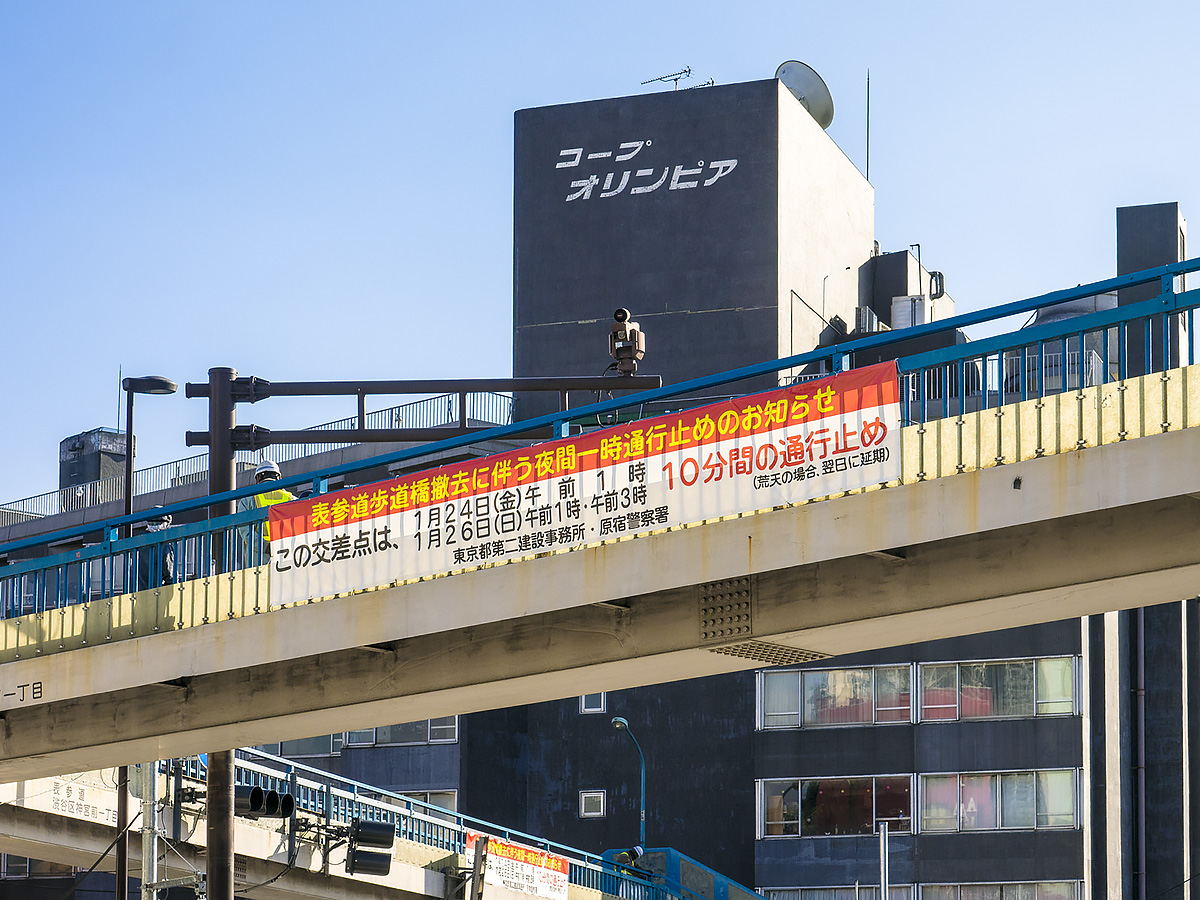 コープ
オリンピア
表参道歩道橋撤去に伴う夜間一時通行止めのお知らせ
この交差点は、
1月24日(金)午前1時
1月26日(日)午前1時・午前3時
10分間の通行止め
(荒天の場合、翌日に延期)
東京都第二建設事務所・原宿警察署
一丁目
表参道
渋谷区神宮前一丁目